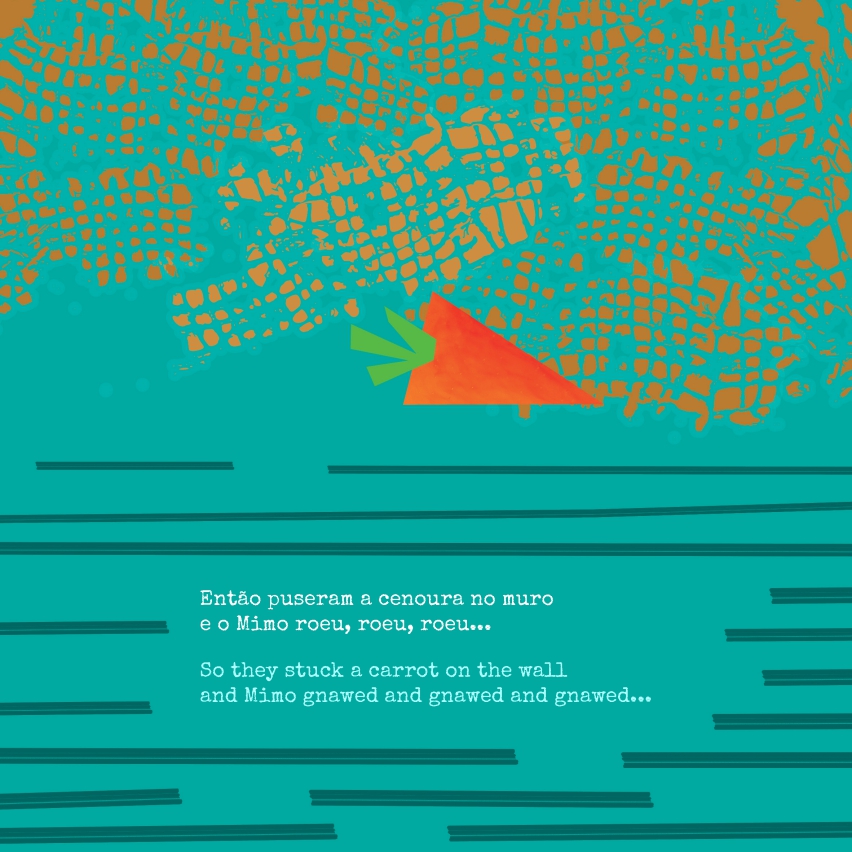 Então puseram a cenoura no muro
e o Mimo roeu, roeu, roeu...
So they stuck a carrot on the wall
and Mimo gnawed and gnawed and gnawed...